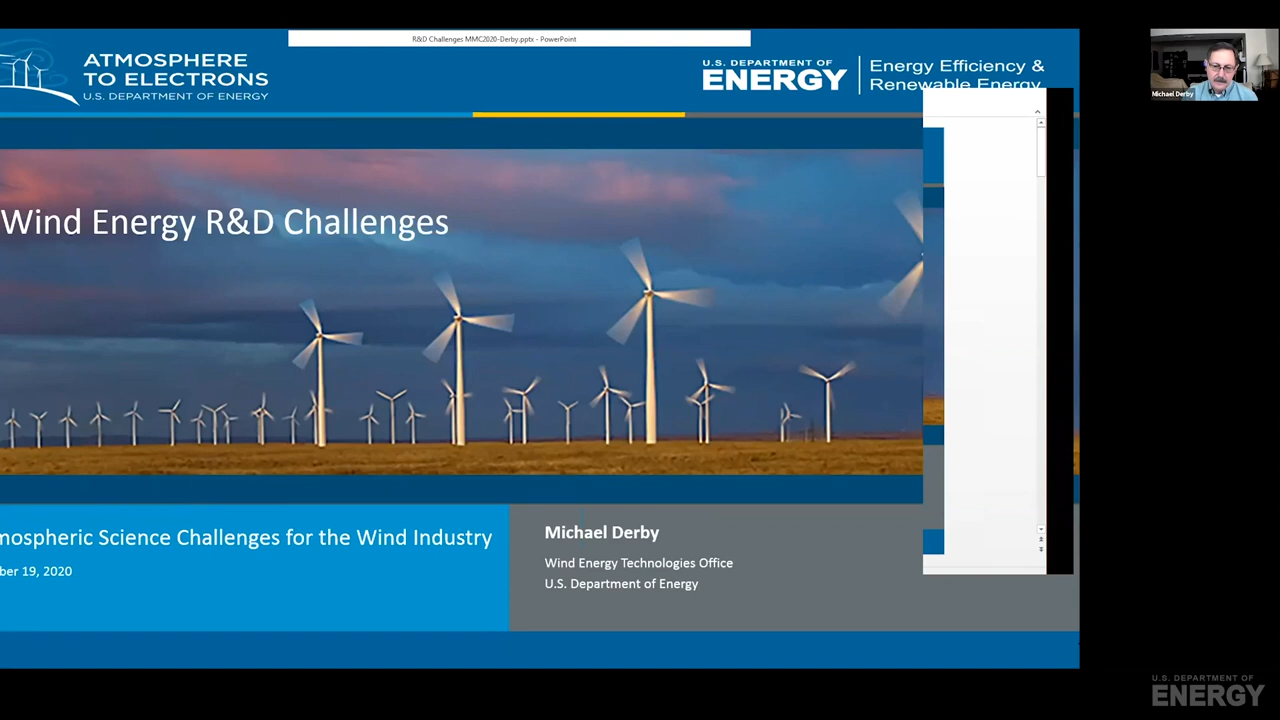 R&D Challenges MMC2020-Derby.pptx - PowerPoint
ATMOSPHERE
TO ELECTRONS
U.S. DEPARTMENT OF ENERGY
U.S. DEPARTMENT OF
ENERGY
Energy Efficiency &
Renewable Energy
Michael Derby
Wind Energy R&D Challenges
mospheric Science Challenges for the Wind Industry
ber 19, 2020
Michael Derby
Wind Energy Technologies Office
U.S. Department of Energy
U.S. DEPARTMENT OF
ENERGY